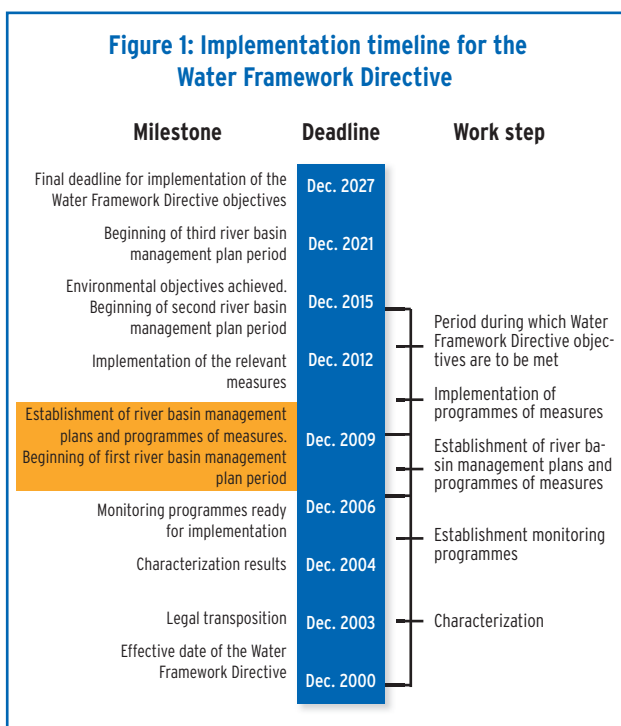 Figure 1: Implementation timeline for the
Water Framework Directive
Milestone Deadline Work step
Final deadline for implementation of the
Water Framework Directive objectives
Dec. 2027
Beginning of third river basin
management plan period
Dec. 2021
Environmental objectives achieved.
Beginning of second river basin
management plan period
Dec. 2015
Period during which Water
Framework Directive objec-
tives are to be met
Implementation of the relevant
measures
Dec. 2012
Implementation of
programmes of measures
Establishment of river basin management
plans and programmes of measures.
Beginning of first river basin management
plan period
Dec. 2009
Establishment of river ba-
sin management plans and
programmes of measures
Monitoring programmes ready
for implementation
Dec. 2006
Establishment monitoring
programmes
Characterization results
Dec. 2004
Legal transposition
Dec. 2003
Characterization
Effective date of the Water
Framework Directive
Dec. 2000